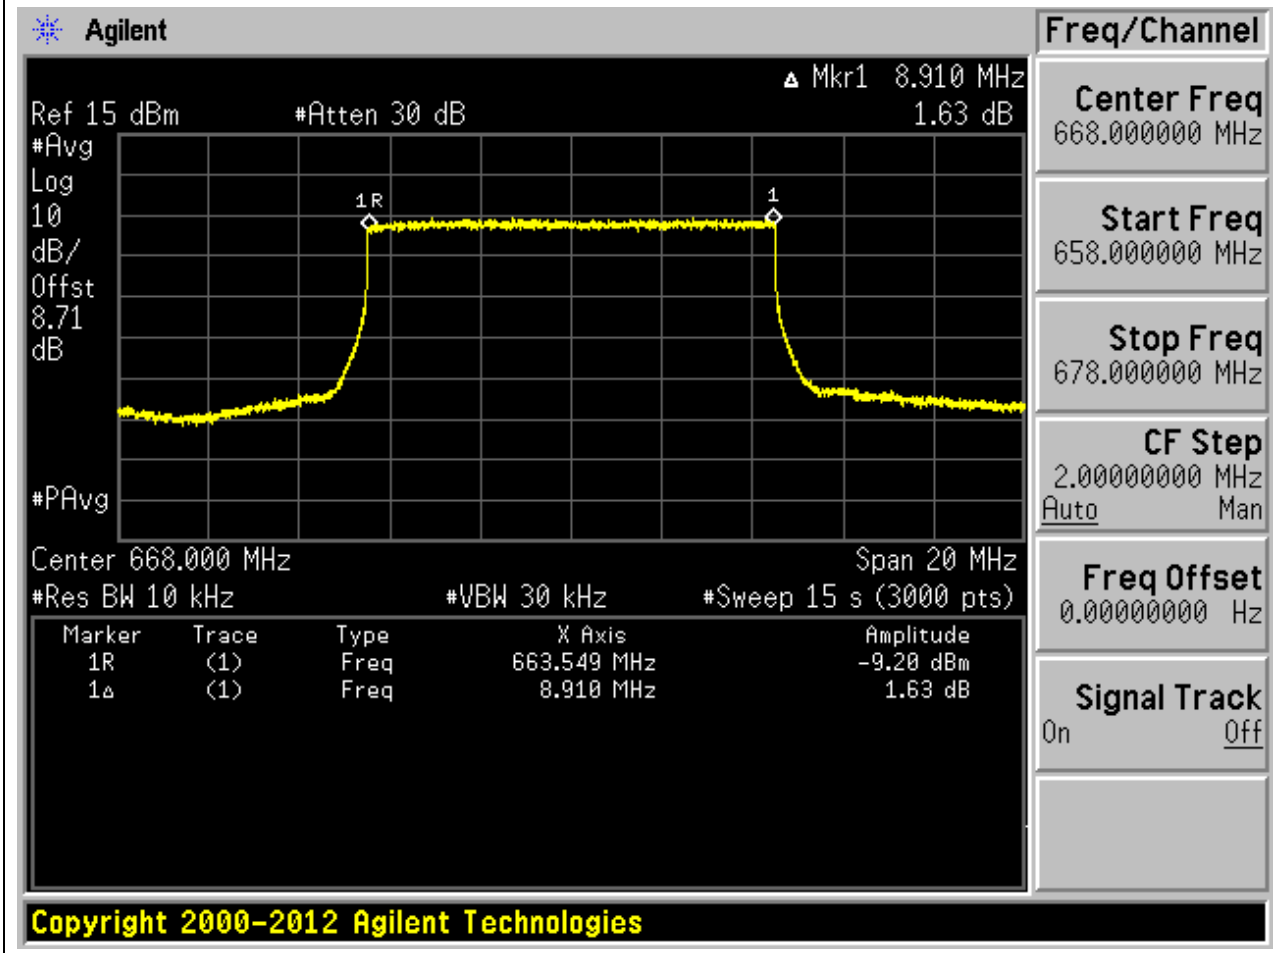 Agilent
Freq/Channel
Δ Mkr1 8.910 MHz
Ref 15 dBm #Atten 30 dB 1.63 dB
#Avg
Log
10
dB/
Offst
8.71
dB
#PAvg
1R
1
Center 668.000 MHz Span 20 MHz
#Res BW 10 kHz #VBW 30 kHz #Sweep 15 s (3000 pts)
Marker Trace Type X Axis Amplitude
1R (1) Freq 663.549 MHz -9.20 dBm
1Δ (1) Freq 8.910 MHz 1.63 dB
Center Freq
668.000000 MHz
Start Freq
658.000000 MHz
Stop Freq
678.000000 MHz
CF Step
2.00000000 MHz
Auto Man
Freq Offset
0.00000000 Hz
Signal Track
On Off
Copyright 2000-2012 Agilent Technologies